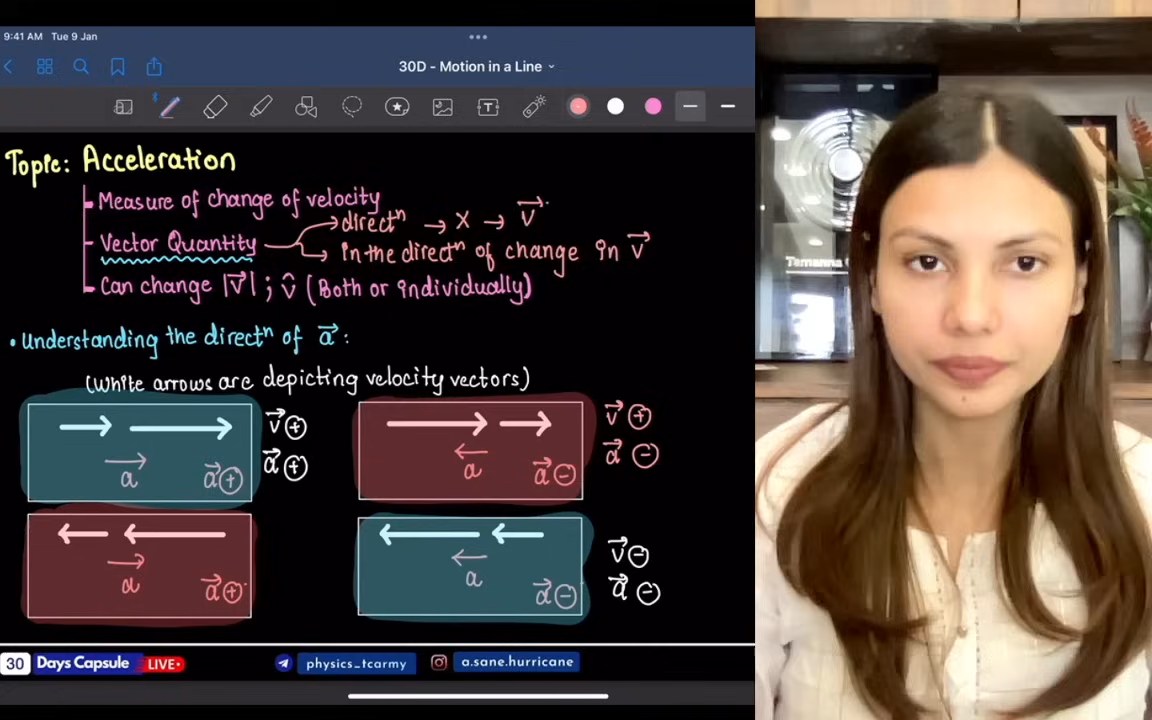 9:41 AM Tue 9 Jan
30D - Motion in a Line
Topic: Acceleration
Measure of change of velocity
Vector Quantity → directⁿ → x → v⃗
→ In the directⁿ of change in v⃗
Can change |v⃗| ; v̂ (Both or individually)
• Understanding the directⁿ of a⃗ :
(White arrows are depicting velocity vectors)
v⃗ ⊕
a⃗ ⊕
a
a⃗ ⊕
v⃗ ⊕
a⃗ ⊖
a
a⃗ ⊖
a
a⃗ ⊕
a
a⃗ ⊖
v⃗ ⊖
a⃗ ⊖
30 Days Capsule LIVE
physics_tcarmy
a.sane.hurricane